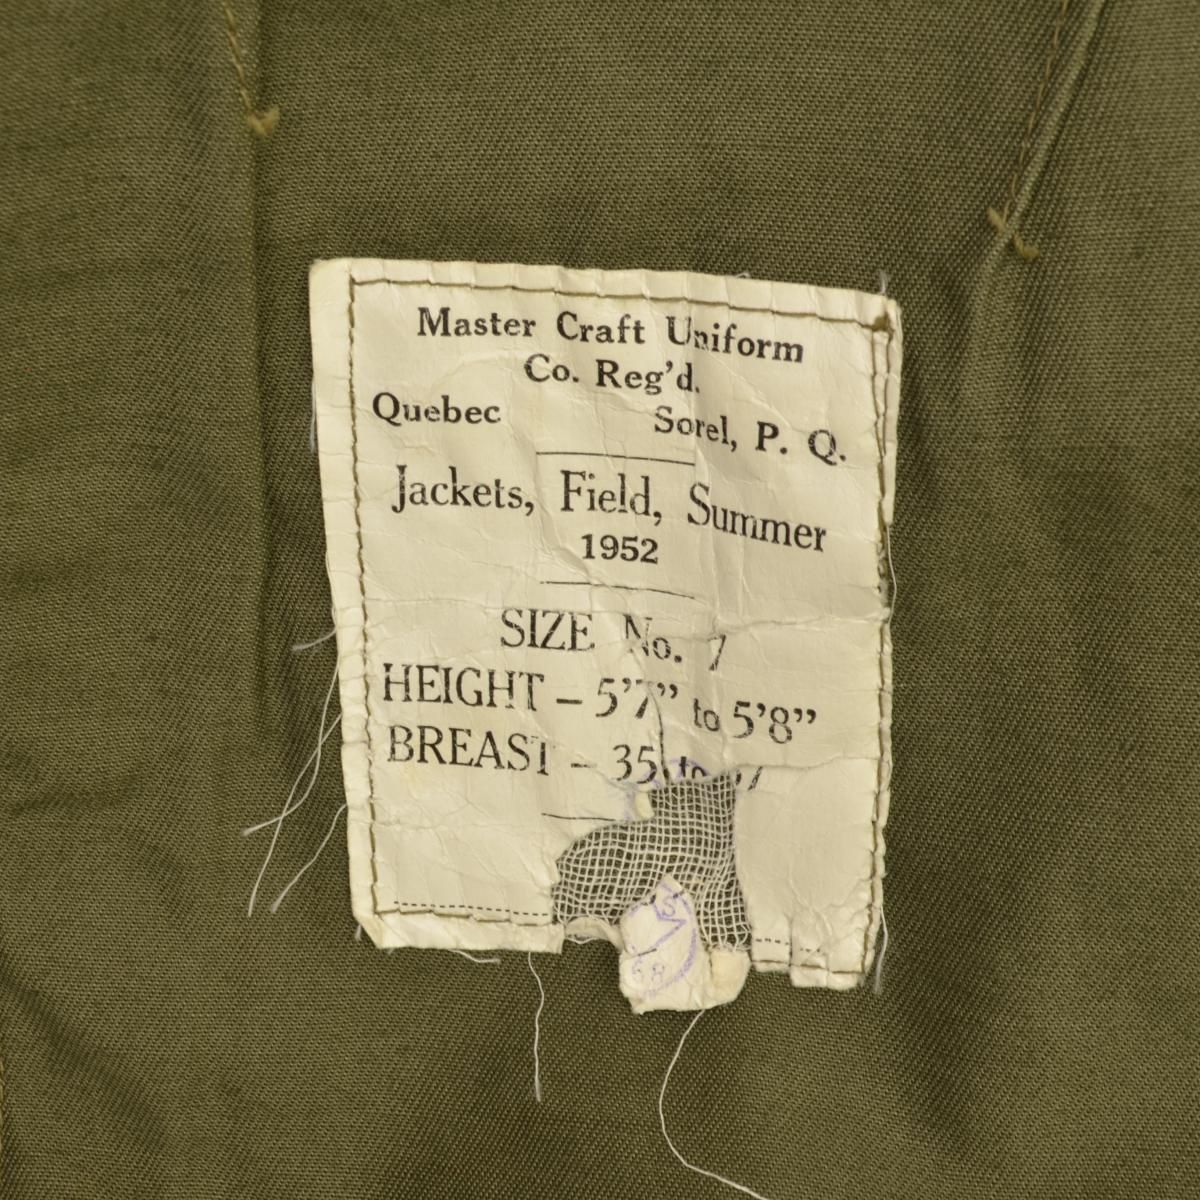 Master Craft Uniform
Co. Reg'd.
Quebec Sorel, P. Q.
Jackets, Field, Summer
1952
SIZE No. 7
HEIGHT – 5'7" to 5'8"
BREAST – 35 to